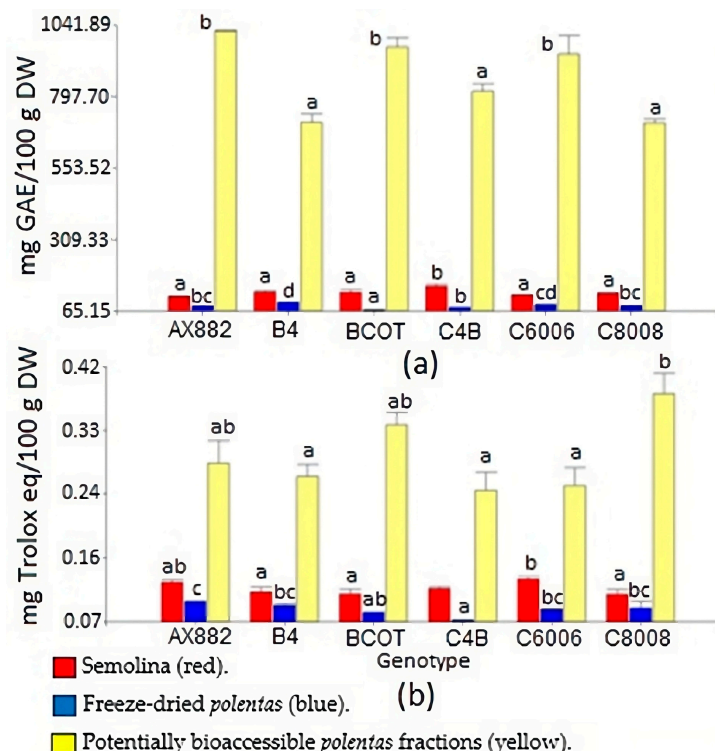 mg GAE/100 g DW
1041.89
797.70
553.52
309.33
65.15
b
a
b
a
b
a
a bc
a d
a a
b b
a cd
a bc
AX882 B4 BCOT C4B C6006 C8008
(a)
mg Trolox eq/100 g DW
0.42
0.33
0.24
0.16
0.07
ab
a
ab
a
a
b
ab c
a bc
a ab
a
b bc
a bc
AX882 B4 BCOT C4B C6006 C8008
Genotype
(b)
Semolina (red).
Freeze-dried polentas (blue).
Potentially bioaccessible polentas fractions (yellow).